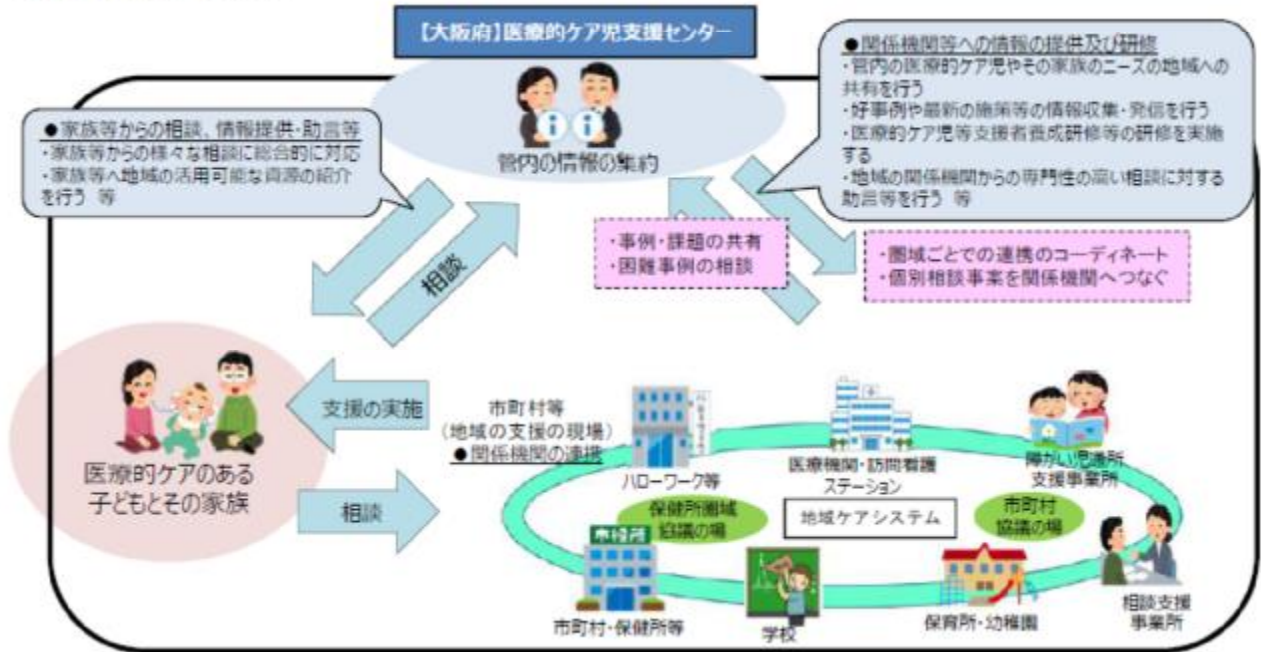 【大阪府】医療的ケア児支援センター
管内の情報の集約
●家族等からの相談、情報提供・助言等
・家族等からの様々な相談に総合的に対応
・家族等へ地域の活用可能な資源の紹介
を行う 等
●関係機関等への情報の提供及び研修
・管内の医療的ケア児やその家族のニーズの地域への
共有を行う
・好事例や最新の施策等の情報収集・発信を行う
・医療的ケア児等支援者養成研修等の研修を実施
する
・地域の関係機関からの専門性の高い相談に対する
助言等を行う 等
相談
・事例・課題の共有
・困難事例の相談
・圏域ごとでの連携のコーディネート
・個別相談事案を関係機関へつなぐ
医療的ケアのある
子どもとその家族
支援の実施
相談
市町村等
(地域の支援の現場)
●関係機関の連携
ハローワーク等
医療機関・訪問看護
ステーション
障がい児通所
支援事業所
保健所圏域
協議の場
地域ケアシステム
市町村
協議の場
市役所
市町村・保健所等
学校
保育所・幼稚園
相談支援
事業所